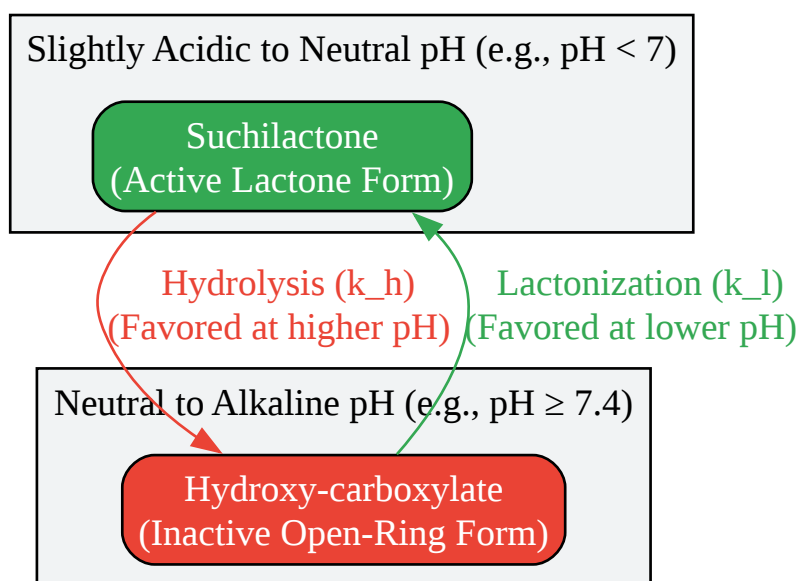 Slightly Acidic to Neutral pH (e.g., pH < 7)
Suchilactone
(Active Lactone Form)
Hydrolysis (k_h)
(Favored at higher pH)
Lactonization (k_l)
(Favored at lower pH)
Neutral to Alkaline pH (e.g., pH ≥ 7.4)
Hydroxy-carboxylate
(Inactive Open-Ring Form)